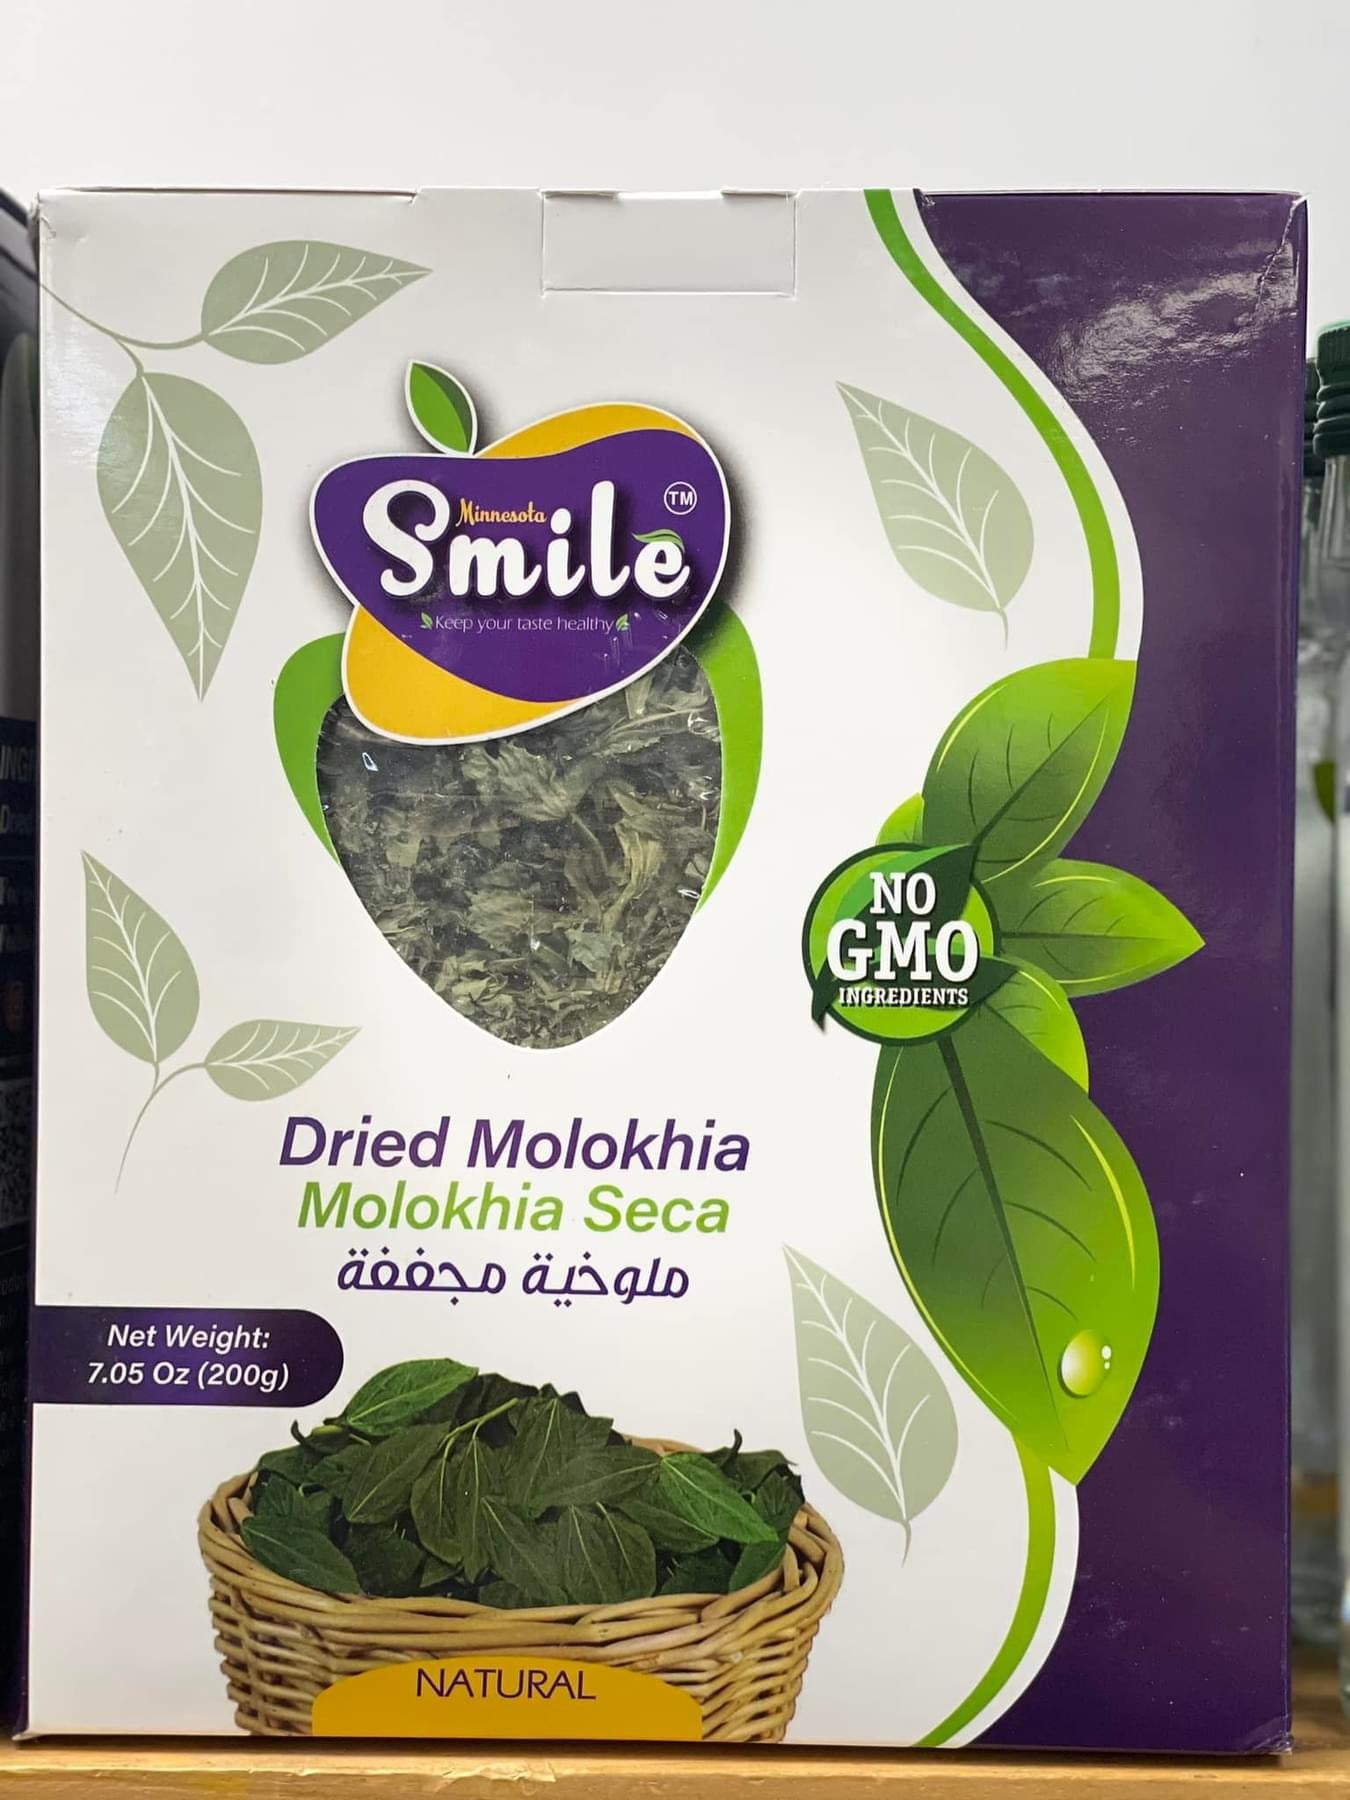 Minnesota
Smile
TM
Keep your taste healthy
NO
GMO
INGREDIENTS
Dried Molokhia
Molokhia Seca
ملوخية مجففة
Net Weight:
7.05 Oz (200g)
NATURAL